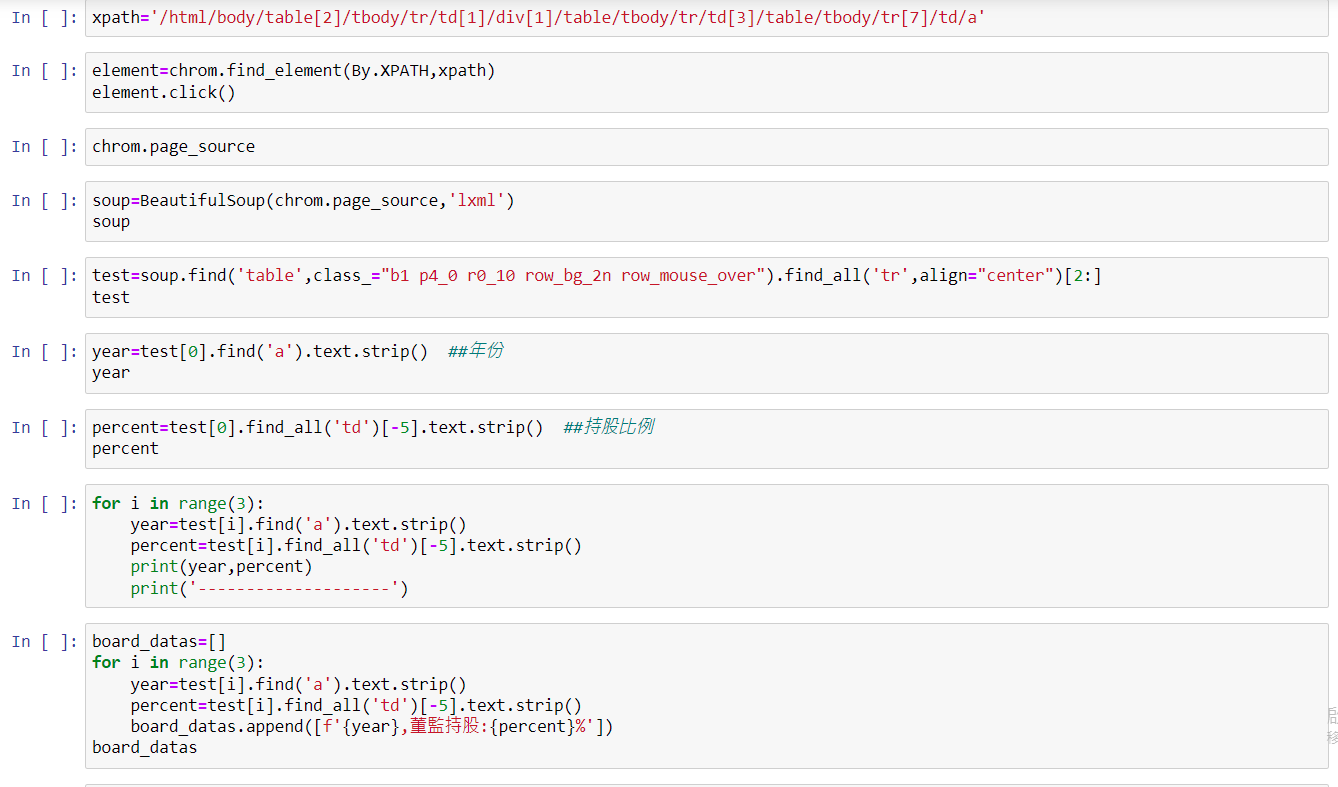 In [ ]: xpath='/html/body/table[2]/tbody/tr/td[1]/div[1]/table/tbody/tr/td[3]/table/tbody/tr[7]/td/a'
In [ ]: element=chrom.find_element(By.XPATH,xpath)
element.click()
In [ ]: chrom.page_source
In [ ]: soup=BeautifulSoup(chrom.page_source,'lxml')
soup
In [ ]: test=soup.find('table',class_="b1 p4_0 r0_10 row_bg_2n row_mouse_over").find_all('tr',align="center")[2:]
test
In [ ]: year=test[0].find('a').text.strip()  ##年份
year
In [ ]: percent=test[0].find_all('td')[-5].text.strip()  ##持股比例
percent
In [ ]: for i in range(3):
    year=test[i].find('a').text.strip()
    percent=test[i].find_all('td')[-5].text.strip()
    print(year,percent)
    print('--------------------')
In [ ]: board_datas=[]
for i in range(3):
    year=test[i].find('a').text.strip()
    percent=test[i].find_all('td')[-5].text.strip()
    board_datas.append([f'{year},董監持股:{percent}%'])
board_datas